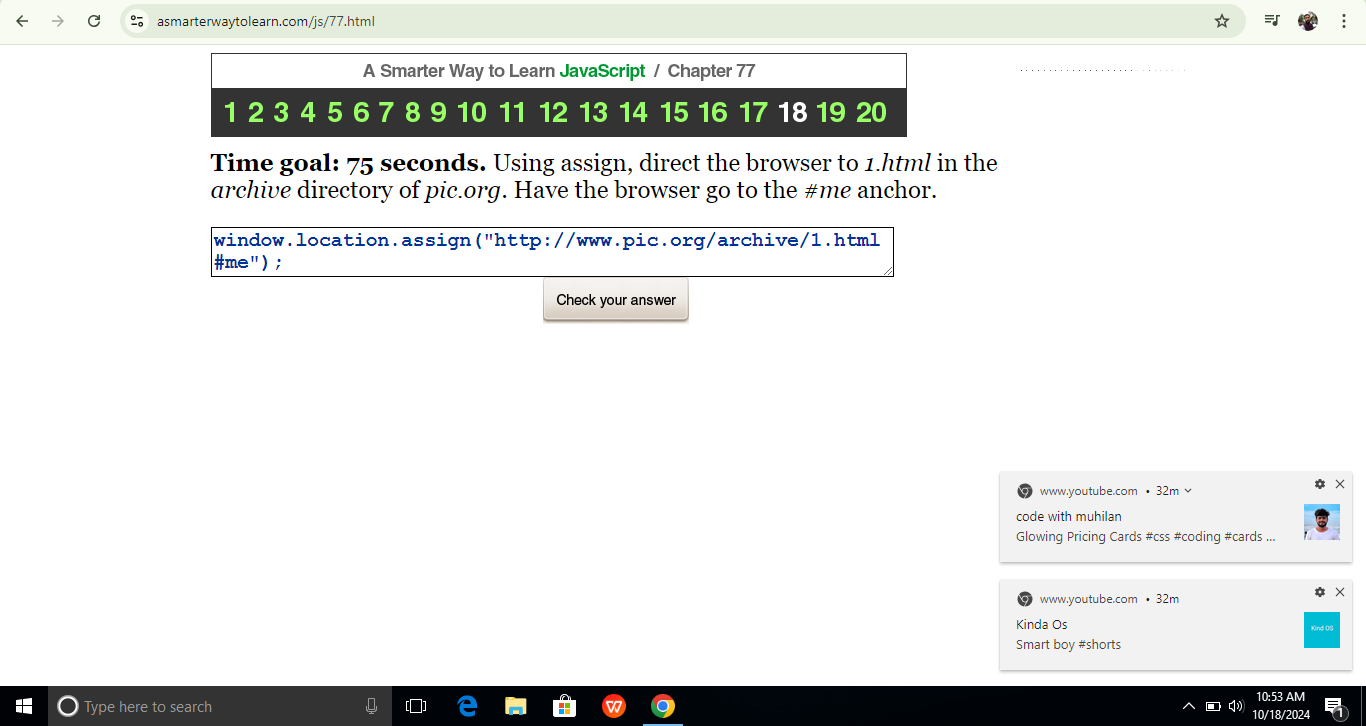 asmarterwaytolearn.com/js/77.html
A Smarter Way to Learn JavaScript / Chapter 77
1 2 3 4 5 6 7 8 9 10 11 12 13 14 15 16 17 18 19 20
Time goal: 75 seconds. Using assign, direct the browser to 1.html in the
archive directory of pic.org. Have the browser go to the #me anchor.
window.location.assign("http://www.pic.org/archive/1.html
#me");
Check your answer
www.youtube.com • 32m
code with muhilan
Glowing Pricing Cards #css #coding #cards ...
www.youtube.com • 32m
Kinda Os
Smart boy #shorts
Kind OS
Type here to search
10:53 AM
10/18/2024
1